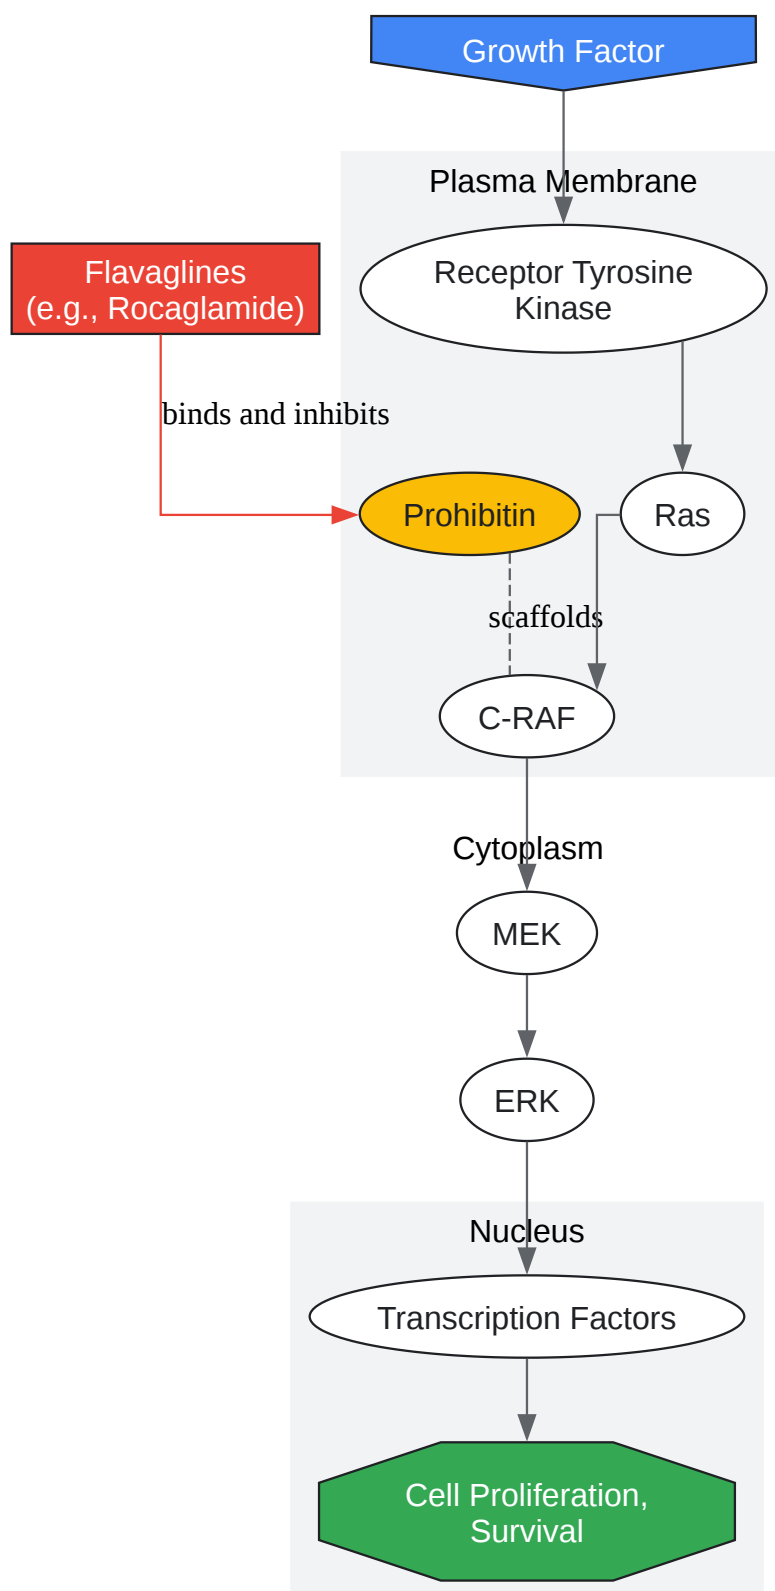 Growth Factor
Plasma Membrane
Receptor Tyrosine
Kinase
Flavaglines
(e.g., Rocaglamide)
binds and inhibits
Prohibitin
Ras
scaffolds
C-RAF
Cytoplasm
MEK
ERK
Nucleus
Transcription Factors
Cell Proliferation,
Survival